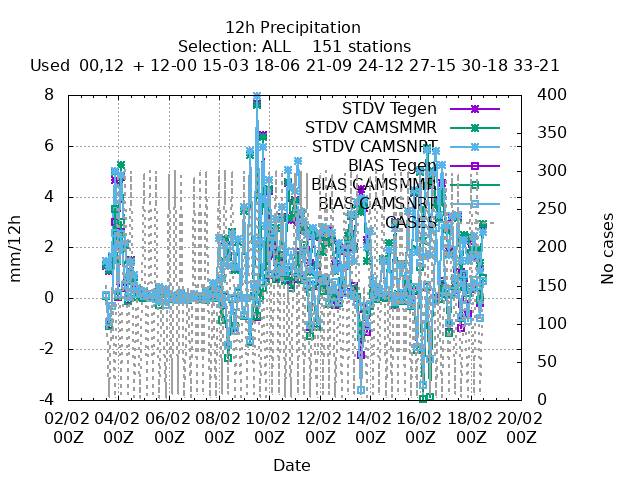 12h Precipitation
Selection: ALL 151 stations
Used 00,12 + 12-00 15-03 18-06 21-09 24-12 27-15 30-18 33-21
8 400
350
6 300
4 250
2 200
150
0 100
-2 50
-4 0
mm/12h
No cases
STDV Tegen
STDV CAMSMMR
STDV CAMSNRT
BIAS Tegen
BIAS CAMSMMR
BIAS CAMSNRT
CASES
02/02 04/02 06/02 08/02 10/02 12/02 14/02 16/02 18/02 20/02
00Z 00Z 00Z 00Z 00Z 00Z 00Z 00Z 00Z 00Z
Date